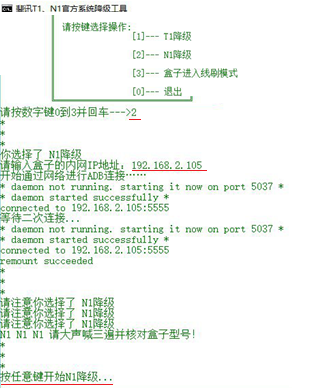 斐讯T1、N1官方系统降级工具
请按键选择操作:
[1]--- T1降级
[2]--- N1降级
[3]--- 盒子进入线刷模式
[0]--- 退出
请按数字键0到3并回车--->2
*
*
*
你选择了 N1降级
请输入盒子的内网IP地址: 192.168.2.105
开始通过网络进行ADB连接……
* daemon not running. starting it now on port 5037 *
* daemon started successfully *
connected to 192.168.2.105:5555
等待二次连接...
* daemon not running. starting it now on port 5037 *
* daemon started successfully *
connected to 192.168.2.105:5555
remount succeeded
*
*
*
请注意你选择了 N1降级
请注意你选择了 N1降级
请注意你选择了 N1降级
N1 N1 N1 请大声喊三遍并核对盒子型号!
*
*
*
按任意键开始N1降级...